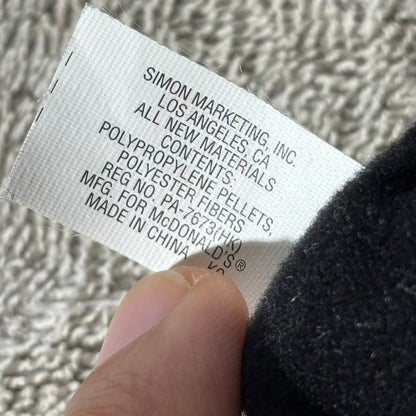 SIMON MARKETING, INC.
LOS ANGELES, CA
ALL NEW MATERIALS
CONTENTS:
POLYPROPYLENE PELLETS,
POLYESTER FIBERS
REG NO. PA-7673(HK)
MFG. FOR McDONALD'S®
MADE IN CHINA